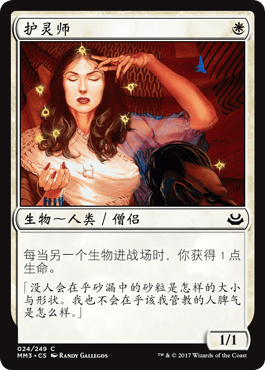 护灵师
生物～人类／僧侣
每当另一个生物进战场时，你获得1点
生命。
「没人会在乎砂漏中的砂粒是怎样的大小
与形状。我也不会在乎该我管教的人脾气
是怎么样。」
1/1
024/249 C
MM3 • CS RANDY GALLEGOS
™ & © 2017 Wizards of the Coast